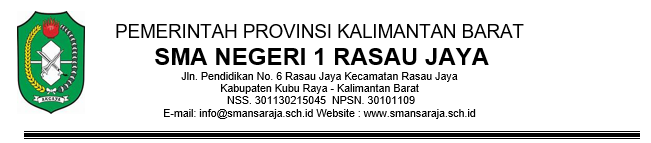 PEMERINTAH PROVINSI KALIMANTAN BARAT
SMA NEGERI 1 RASAU JAYA
Jln. Pendidikan No. 6 Rasau Jaya Kecamatan Rasau Jaya
Kabupaten Kubu Raya - Kalimantan Barat
NSS. 301130215045 NPSN. 30101109
E-mail: info@smansaraja.sch.id Website : www.smansaraja.sch.id